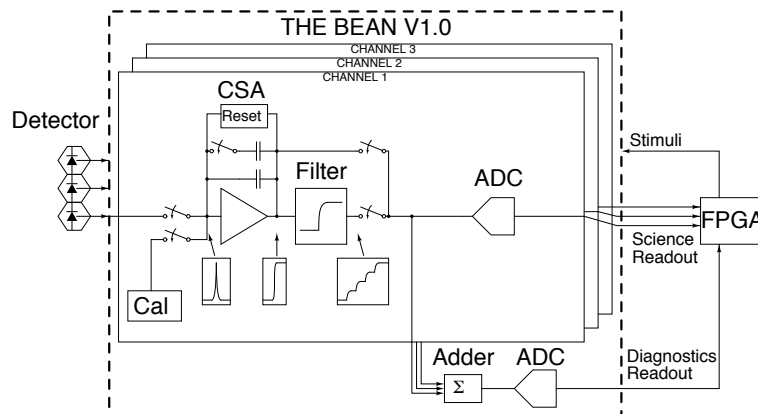 THE BEAN V1.0
CHANNEL 3
CHANNEL 2
CHANNEL 1
CSA
Reset
Detector
Filter
ADC
Stimuli
FPGA
Science
Readout
Cal
Adder
ADC
Diagnostics
Readout
Σ